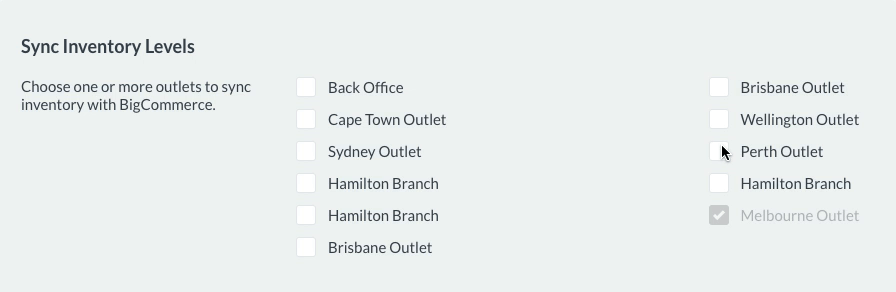 Sync Inventory Levels
Choose one or more outlets to sync
inventory with BigCommerce.
Back Office
Cape Town Outlet
Sydney Outlet
Hamilton Branch
Hamilton Branch
Brisbane Outlet
Brisbane Outlet
Wellington Outlet
Perth Outlet
Hamilton Branch
Melbourne Outlet